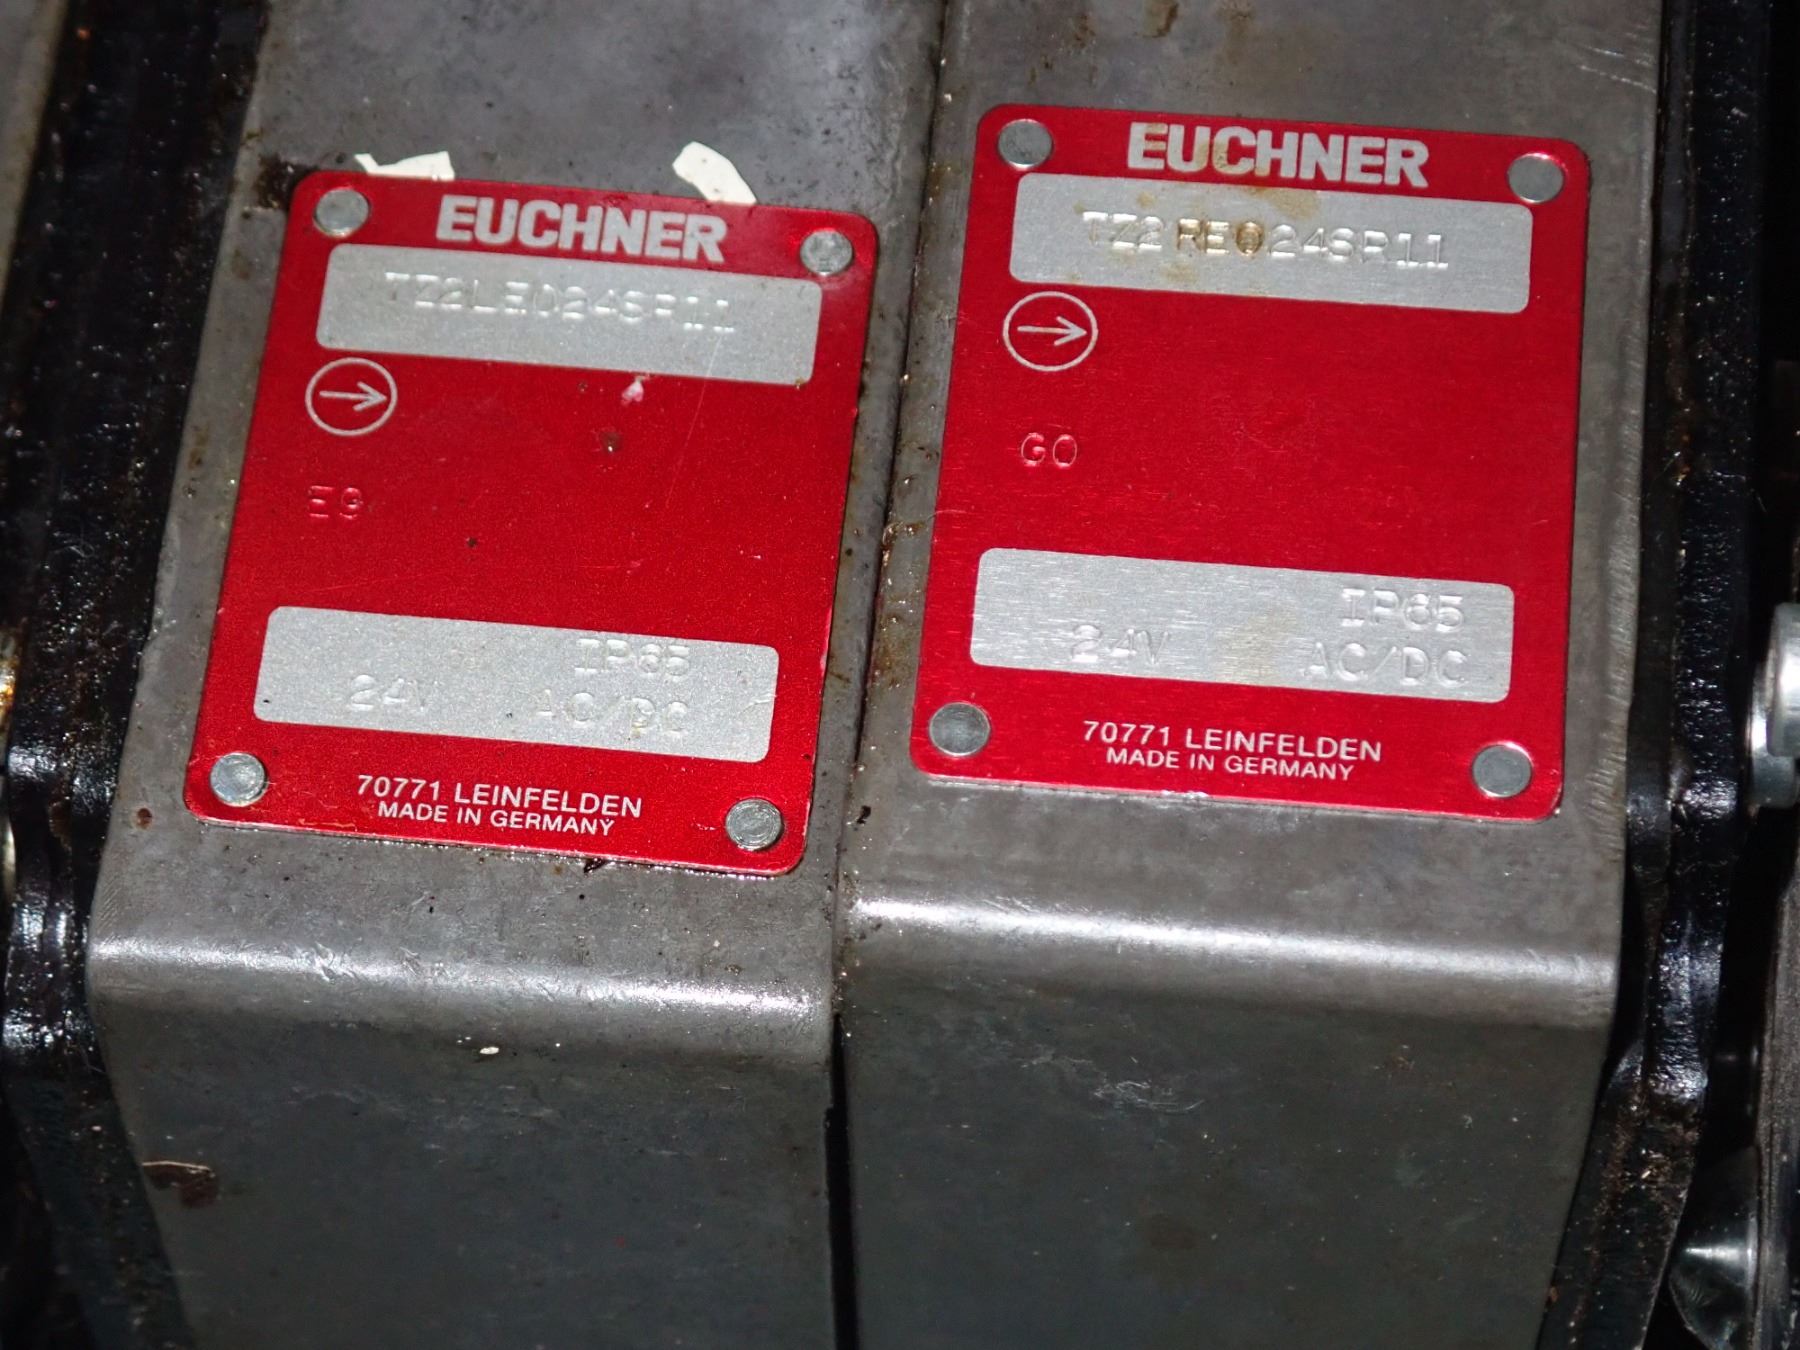 EUCHNER
TZ2LE024SR11
IP65
24V AC/DC
70771 LEINFELDEN
MADE IN GERMANY
EUCHNER
TZ2RE024SR11
GO
IP65
24V AC/DC
70771 LEINFELDEN
MADE IN GERMANY